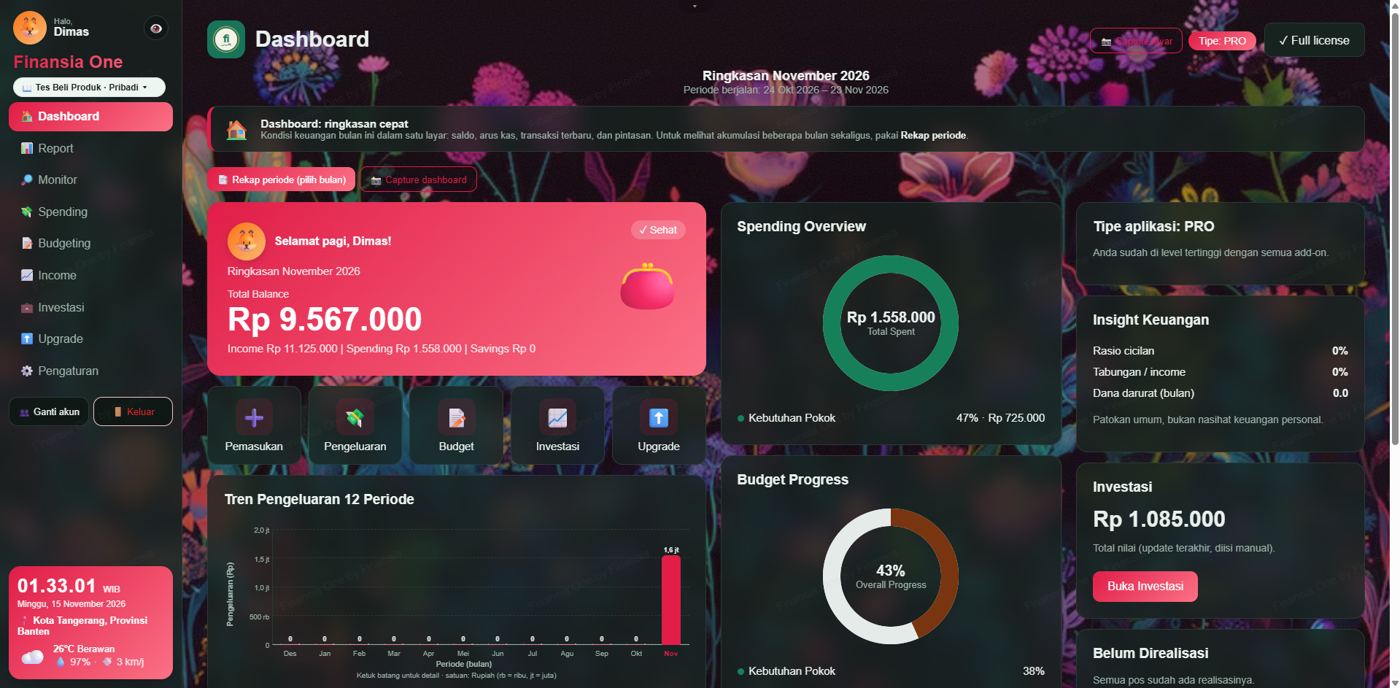 Halo,
Dimas
Finansia One
Tes Beli Produk · Pribadi
Dashboard
Report
Monitor
Spending
Budgeting
Income
Investasi
Upgrade
Pengaturan
Ganti akun
Keluar
01.33.01 WIB
Minggu, 15 November 2026
Kota Tangerang, Provinsi
Banten
26°C Berawan
97% · 3 km/j
fi
Dashboard
Tipe: PRO
✓ Full license
Ringkasan November 2026
Periode berjalan: 24 Okt 2026 – 23 Nov 2026
Dashboard: ringkasan cepat
Kondisi keuangan bulan ini dalam satu layar: saldo, arus kas, transaksi terbaru, dan pintasan. Untuk melihat akumulasi beberapa bulan sekaligus, pakai Rekap periode.
Rekap periode (pilih bulan)
Capture dashboard
Selamat pagi, Dimas!
✓ Sehat
Ringkasan November 2026
Total Balance
Rp 9.567.000
Income Rp 11.125.000 | Spending Rp 1.558.000 | Savings Rp 0
Pemasukan
Pengeluaran
Budget
Investasi
Upgrade
Tren Pengeluaran 12 Periode
Pengeluaran (Rp)
2,0 jt
1,5 jt
1,0 jt
500 rb
0
0 0 0 0 0 0 0 0 0 0 0 1,6 jt
Des Jan Feb Mar Apr Mei Jun Jul Agu Sep Okt Nov
Periode (bulan)
Ketuk batang untuk detail · satuan: Rupiah (rb = ribu, jt = juta)
Spending Overview
Rp 1.558.000
Total Spent
Kebutuhan Pokok 47% · Rp 725.000
Budget Progress
43%
Overall Progress
Kebutuhan Pokok 38%
Tipe aplikasi: PRO
Anda sudah di level tertinggi dengan semua add-on.
Insight Keuangan
Rasio cicilan 0%
Tabungan / income 0%
Dana darurat (bulan) 0.0
Patokan umum, bukan nasihat keuangan personal.
Investasi
Rp 1.085.000
Total nilai (update terakhir, diisi manual).
Buka Investasi
Belum Direalisasi
Semua pos sudah ada realisasinya.